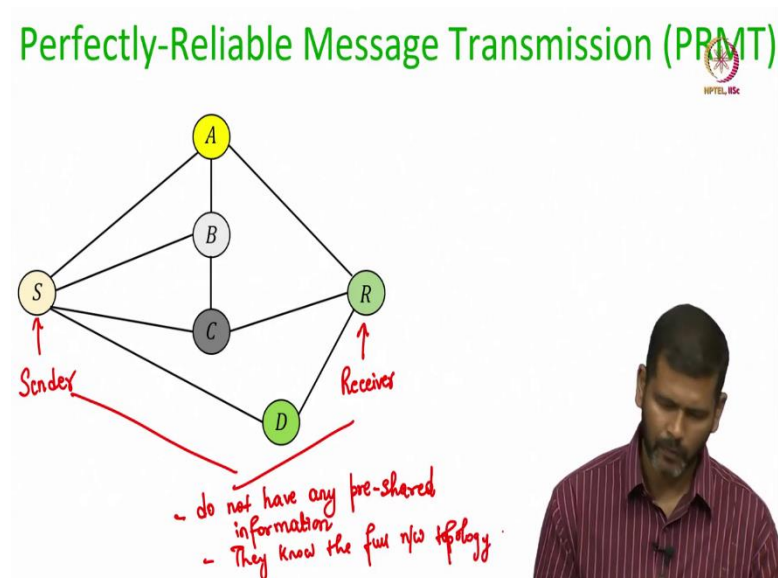 Perfectly-Reliable Message Transmission (PRMT)
NPTEL, IISc
A
B
S
R
C
Sender
Receiver
D
- do not have any pre-shared
information
- They know the full n/w topology